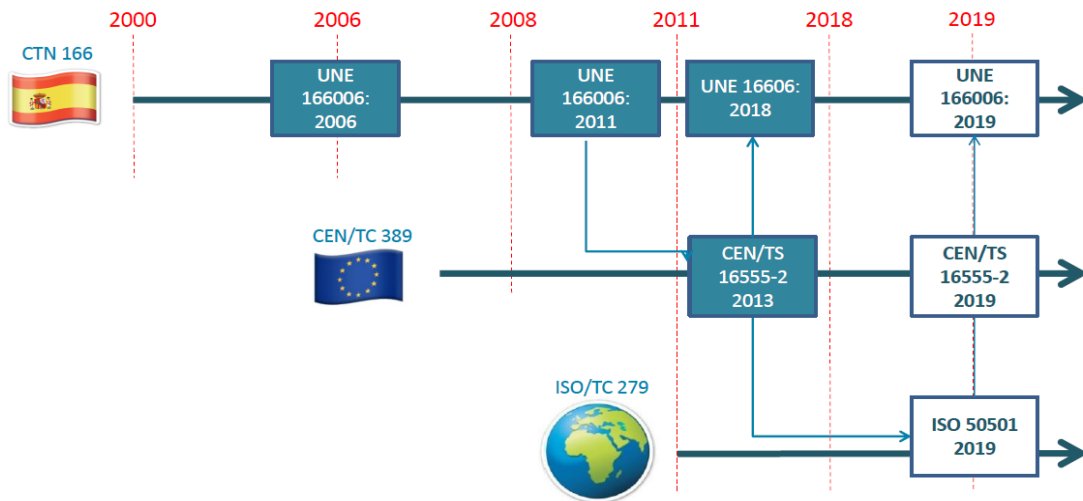 2000
2006
2008
2011
2018
2019
CTN 166
UNE
166006:
2006
UNE
166006:
2011
UNE 16606:
2018
UNE
166006:
2019
CEN/TC 389
CEN/TS
16555-2
2013
CEN/TS
16555-2
2019
ISO/TC 279
ISO 50501
2019